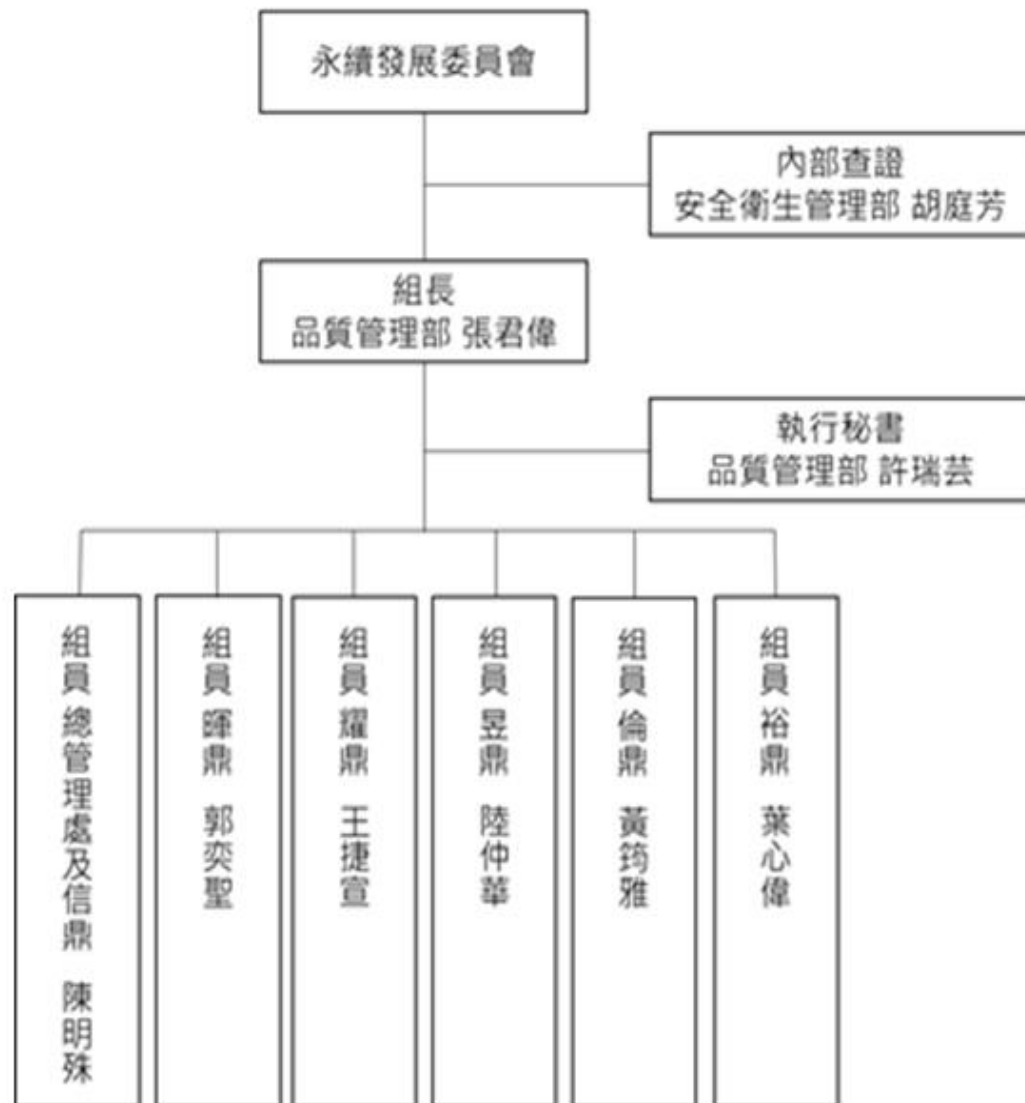 永續發展委員會
內部查證
安全衛生管理部 胡庭芳
組長
品質管理部 張君偉
執行秘書
品質管理部 許瑞芸
組員 總管理處及信鼎 陳明殊
組員 暉鼎 郭奕聖
組員 耀鼎 王捷宣
組員 昱鼎 陸仲華
組員 倫鼎 黃筠雅
組員 裕鼎 葉心偉